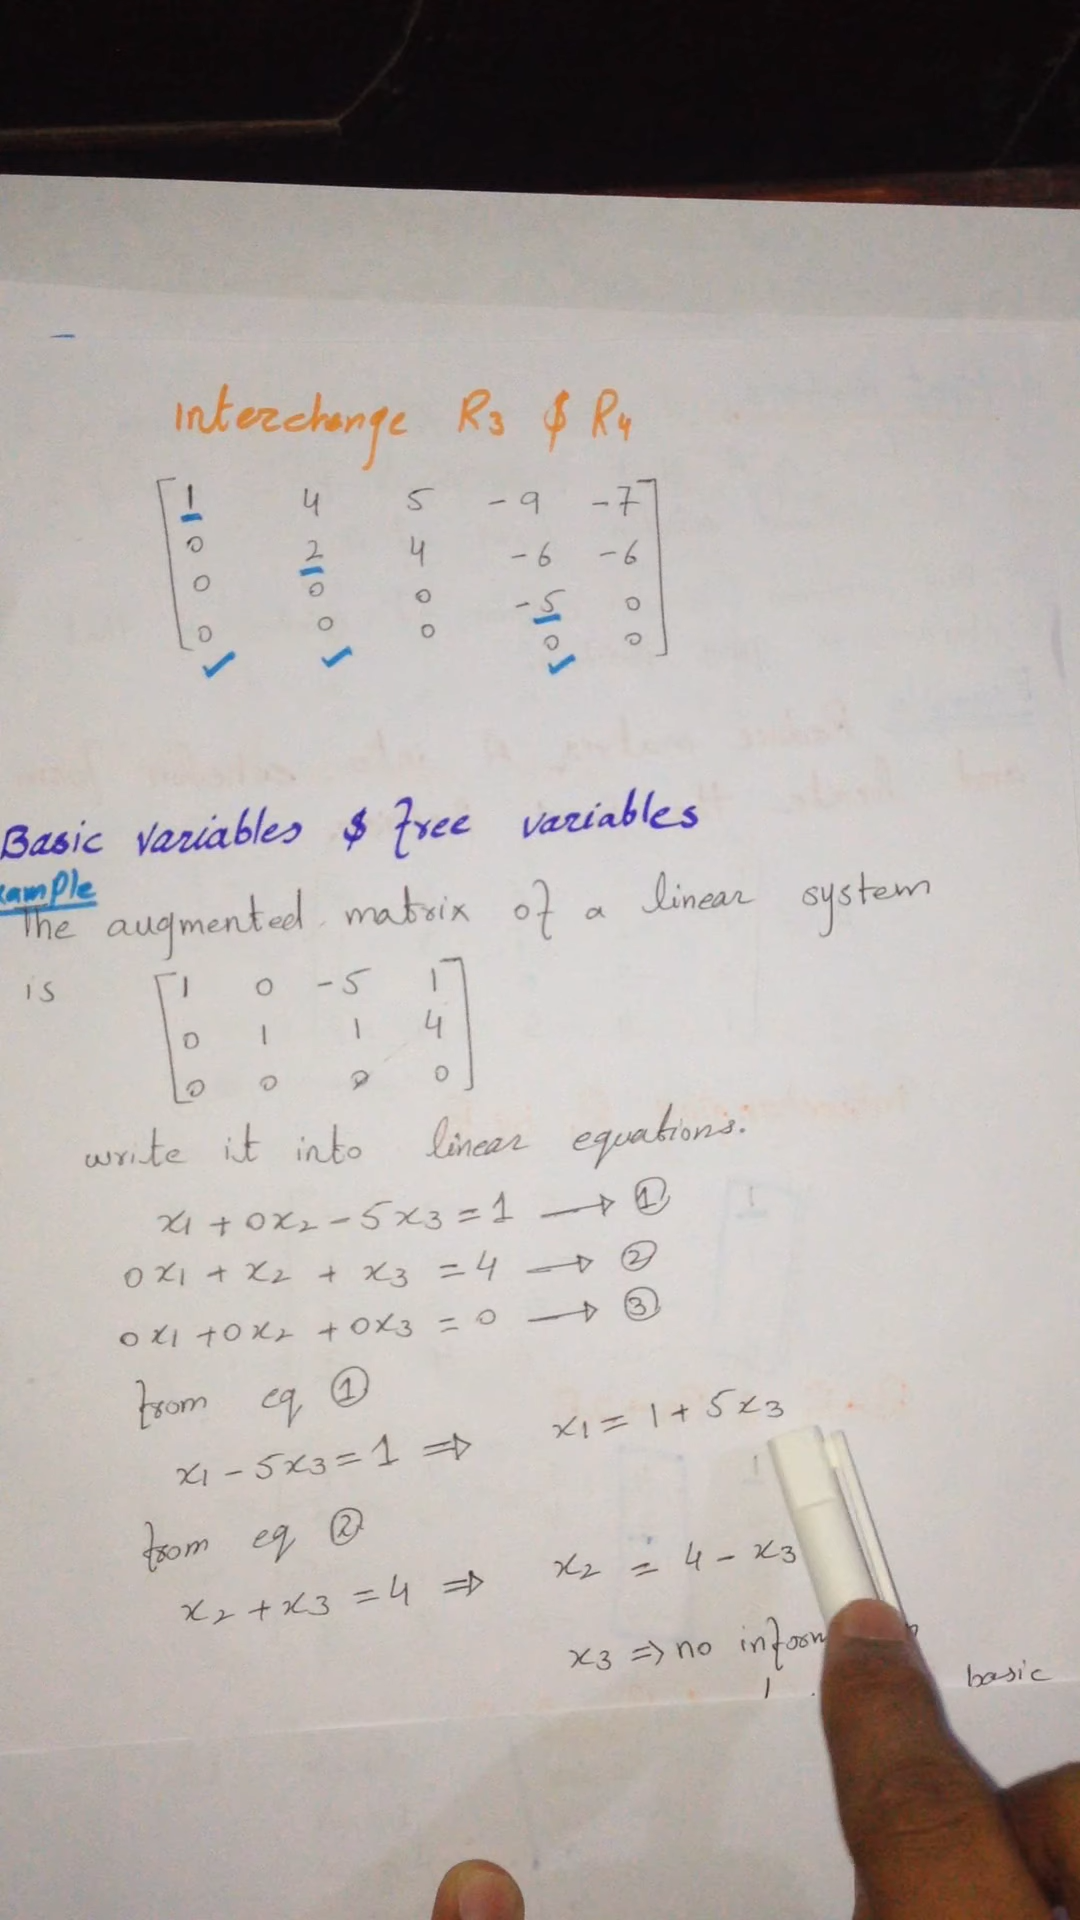 Interchange R3 & R4
1 4 5 -9 -7
0 2 4 -6 -6
0 0 0 -5 0
0 0 0 0 0
Basic variables & free variables
The augmented matrix of a linear system
is
1 0 -5 1
0 1 1 4
0 0 0 0
write it into linear equations.
x1 + 0x2 - 5x3 = 1 → ①
0x1 + x2 + x3 = 4 → ②
0x1 + 0x2 + 0x3 = 0 → ③
from eq ①
x1 - 5x3 = 1 ⇒ x1 = 1 + 5x3
from eq ②
x2 + x3 = 4 ⇒ x2 = 4 - x3
x3 ⇒ no
basic